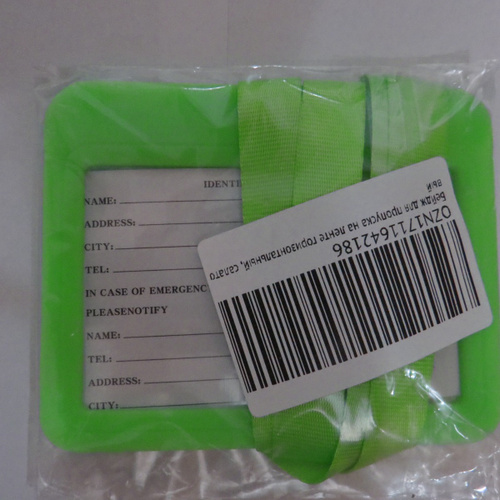 IDENTI
NAME:
ADDRESS:
CITY:
TEL:
IN CASE OF EMERGENC
PLEASENOTIFY
NAME:
TEL:
ADDRESS:
CITY:
OZN1711642186
Бейдж для пропуска на ленте горизонтальный, салато
вый